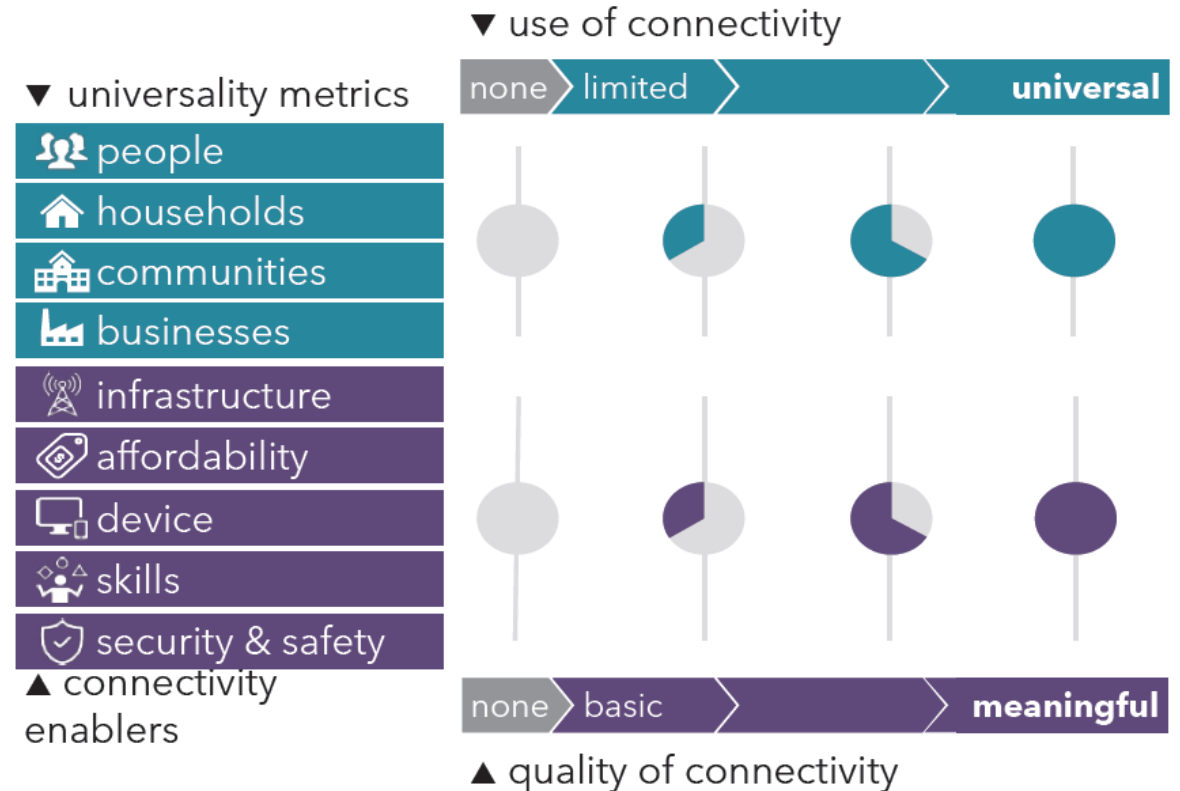 ▼ use of connectivity
none limited universal
▼ universality metrics
people
households
communities
businesses
infrastructure
affordability
device
skills
security & safety
▲ connectivity
enablers
none basic meaningful
▲ quality of connectivity